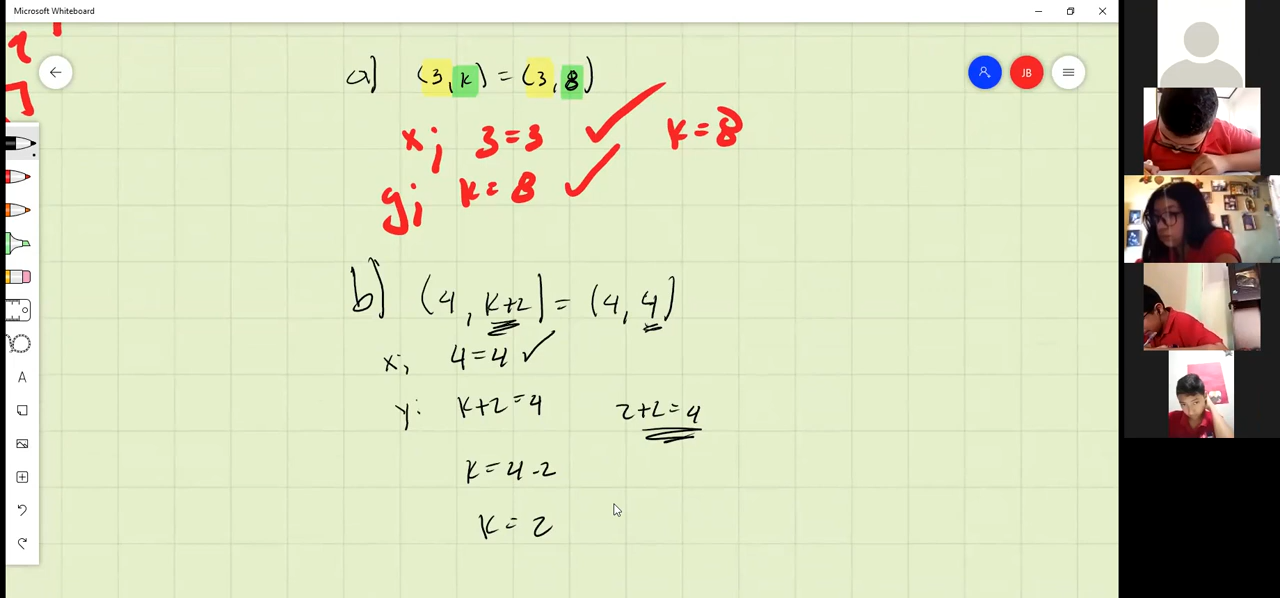 Microsoft Whiteboard
JB
a) (3, k) = (3, 8)
x; 3 = 3 ✓ k = 8
y; k = 8 ✓
b) (4, k+2) = (4, 4)
x; 4 = 4 ✓
y: k+2 = 4 2+2 = 4
k = 4 - 2
k = 2
A